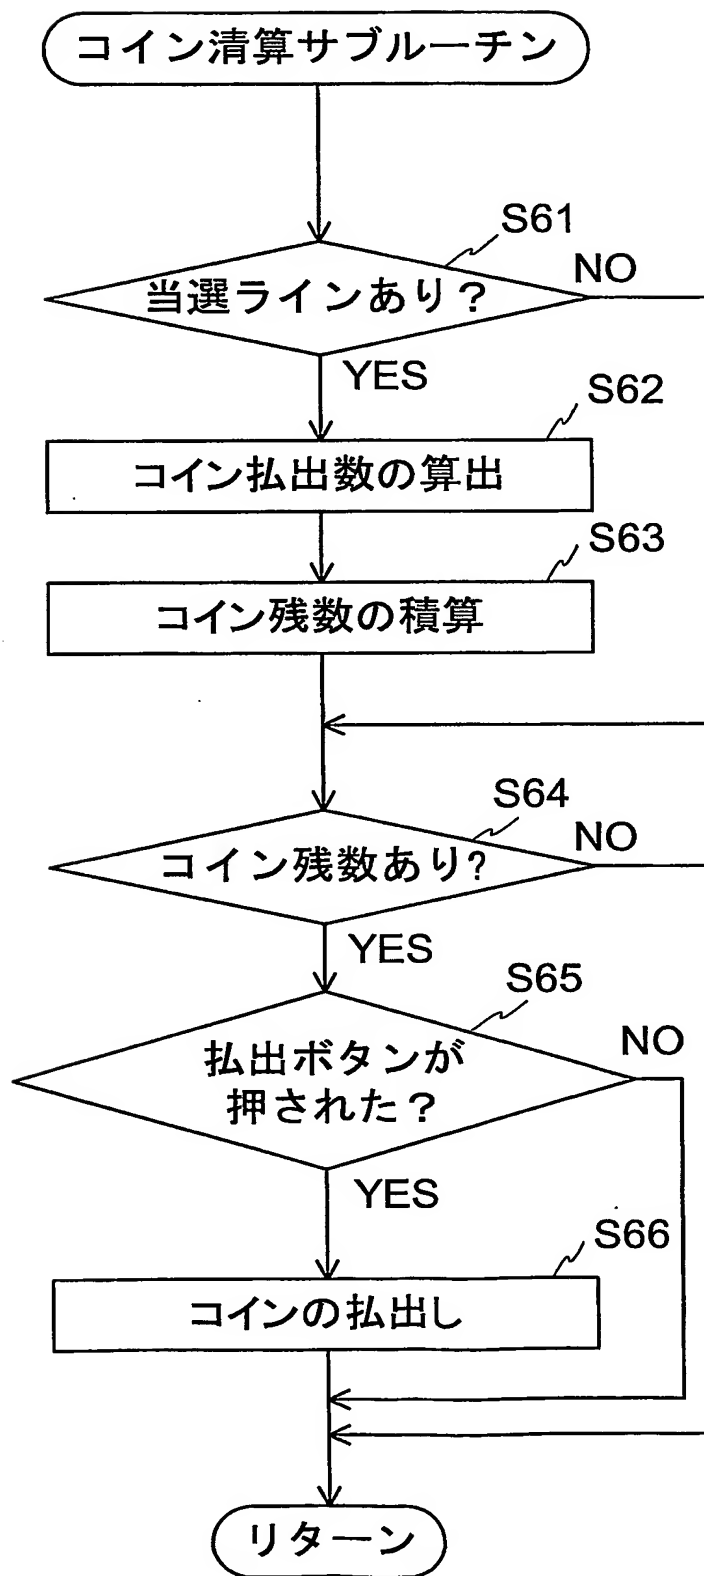 コイン清算サブルーチン
S61
当選ラインあり？
NO
YES
S62
コイン払出数の算出
S63
コイン残数の積算
S64
コイン残数あり?
NO
YES
S65
払出ボタンが
押された？
NO
YES
S66
コインの払出し
リターン